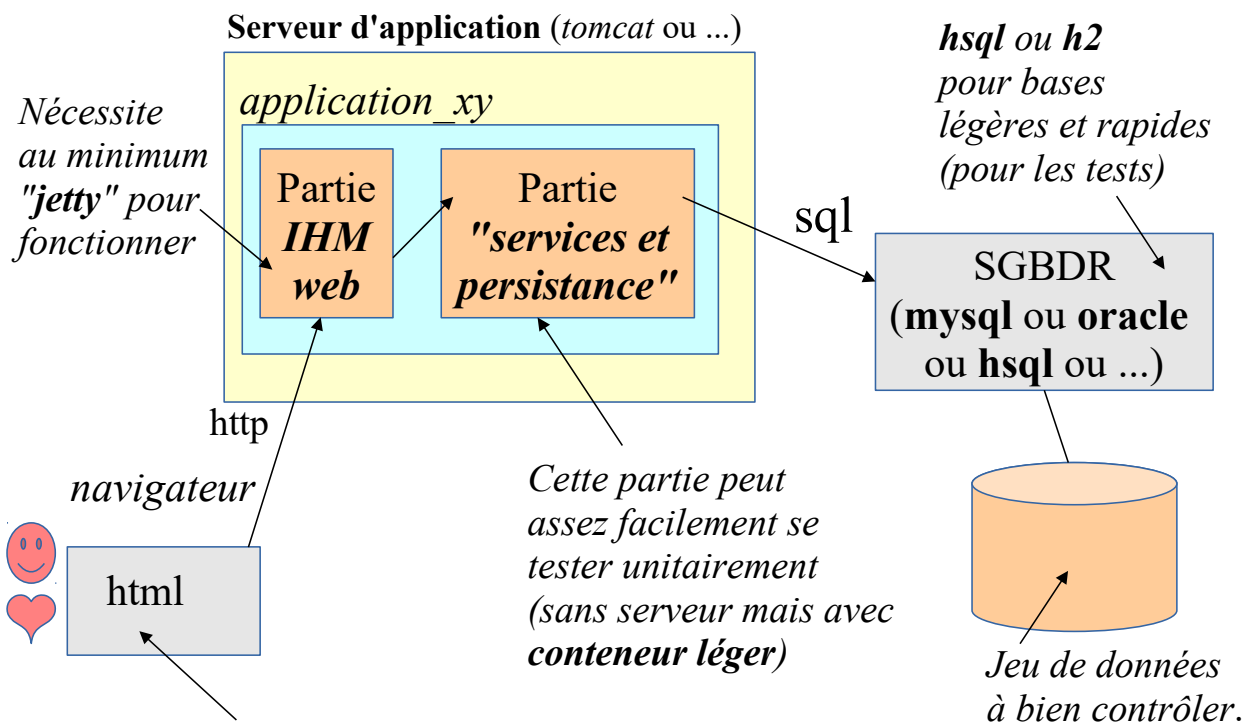 Serveur d'application (tomcat ou ...)
hsql ou h2
pour bases
légères et rapides
(pour les tests)
Nécessite
au minimum
"jetty" pour
fonctionner
application_xy
Partie
IHM
web
Partie
"services et
persistance"
sql
SGBDR
(mysql ou oracle
ou hsql ou ...)
http
navigateur
html
Cette partie peut
assez facilement se
tester unitairement
(sans serveur mais avec
conteneur léger)
Jeu de données
à bien contrôler.